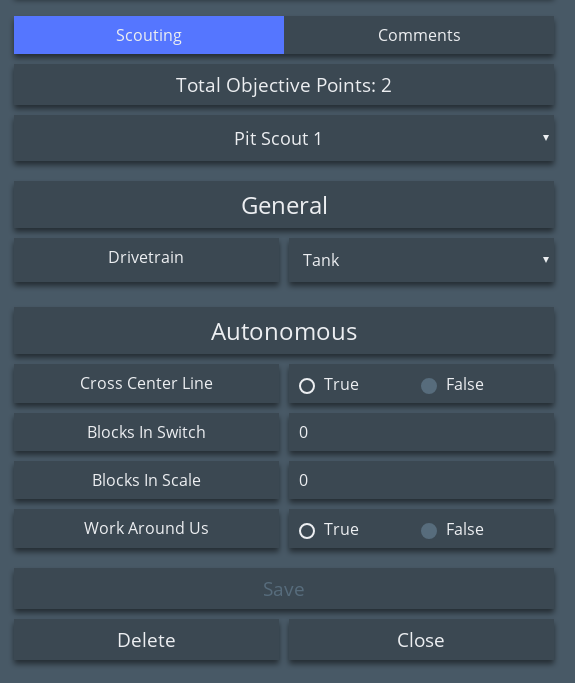 Scouting Comments
Total Objective Points: 2
Pit Scout 1
General
Drivetrain Tank
Autonomous
Cross Center Line True False
Blocks In Switch 0
Blocks In Scale 0
Work Around Us True False
Save
Delete Close